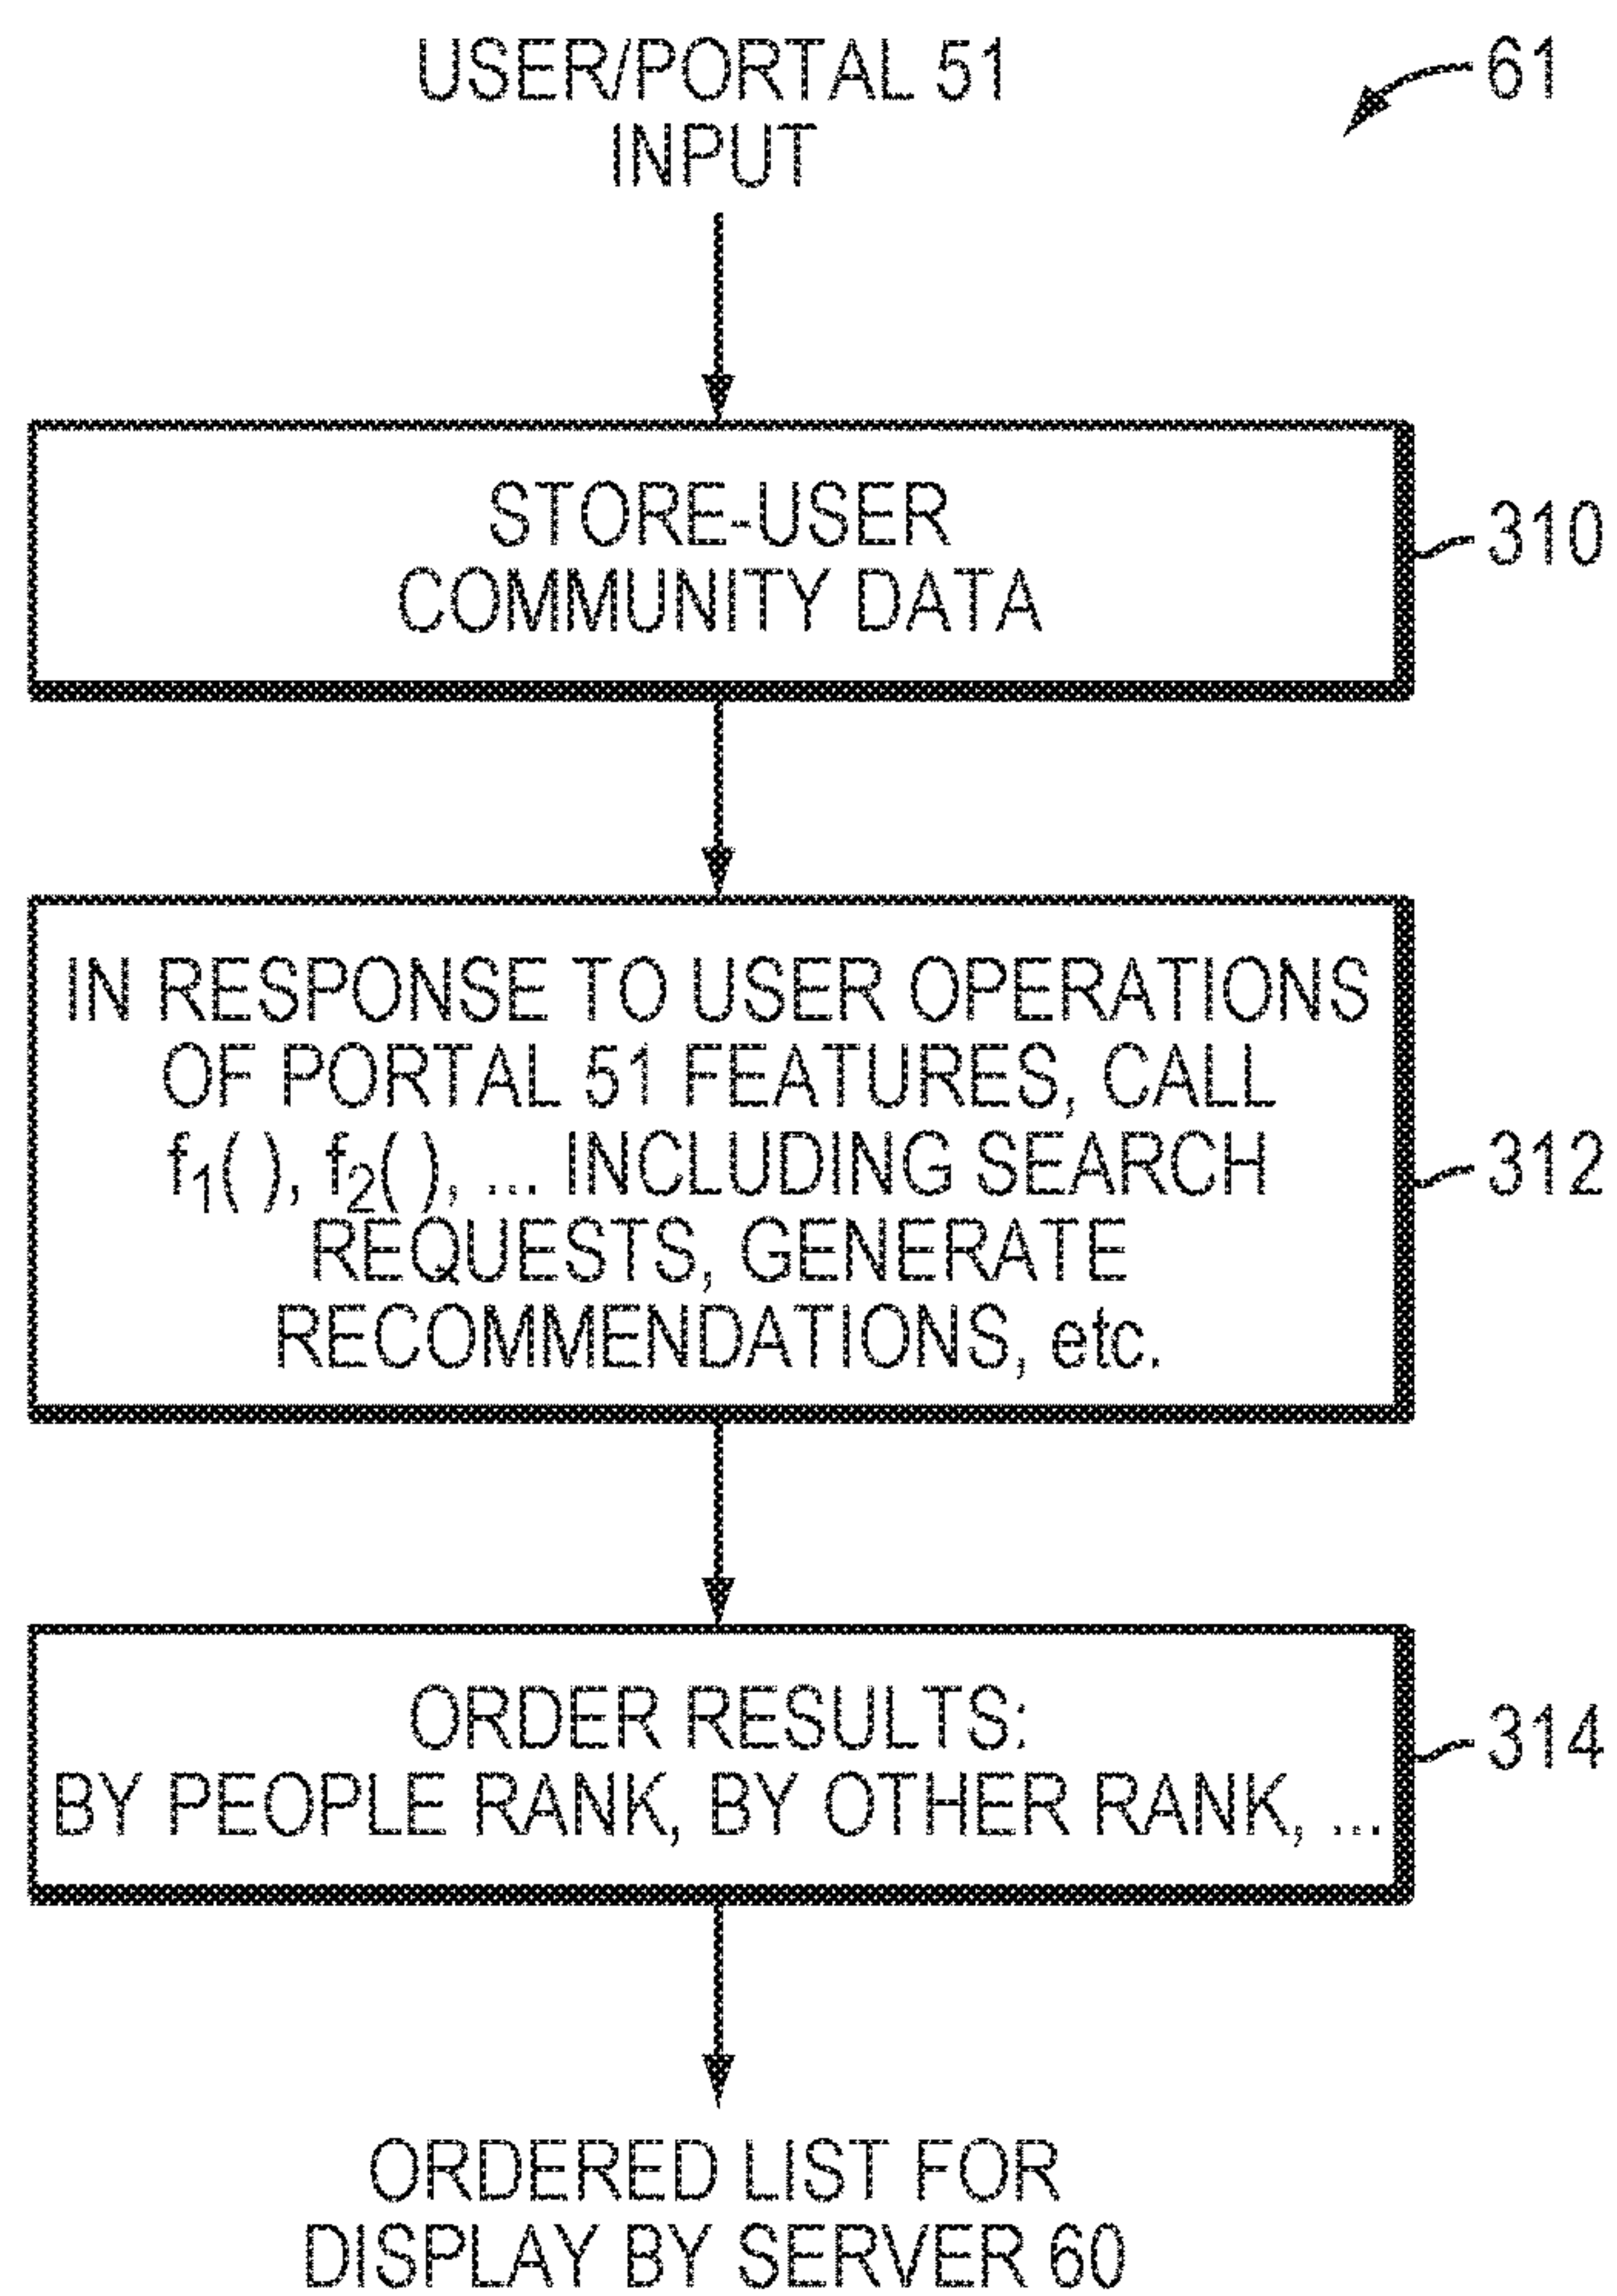 USER/PORTAL 51
INPUT
61
STORE-USER
COMMUNITY DATA
310
IN RESPONSE TO USER OPERATIONS
OF PORTAL 51 FEATURES, CALL
f₁( ), f₂( ), ... INCLUDING SEARCH
REQUESTS, GENERATE
RECOMMENDATIONS, etc.
312
ORDER RESULTS:
BY PEOPLE RANK, BY OTHER RANK, ...
314
ORDERED LIST FOR
DISPLAY BY SERVER 60